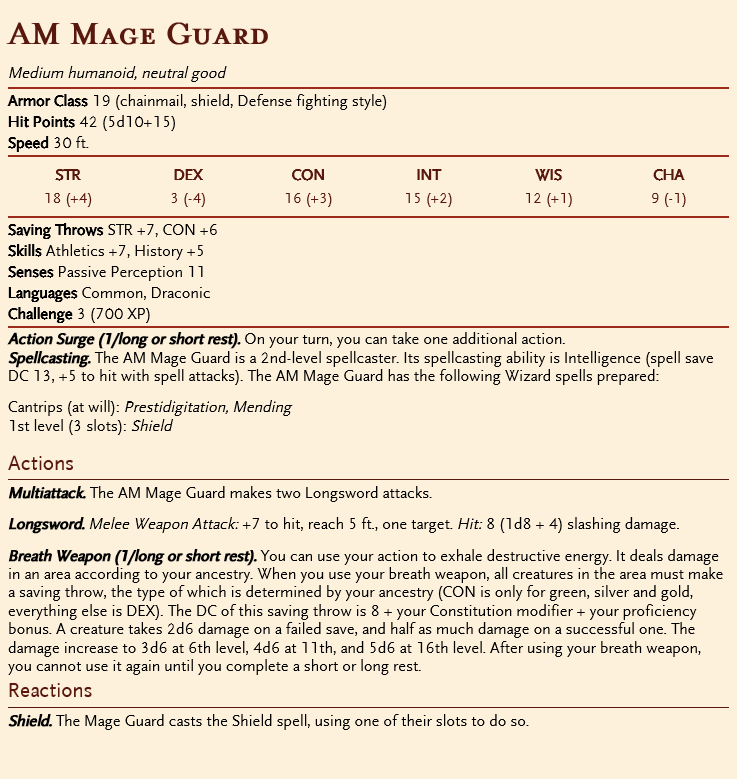 AM Mage Guard
Medium humanoid, neutral good
Armor Class 19 (chainmail, shield, Defense fighting style)
Hit Points 42 (5d10+15)
Speed 30 ft.
STR DEX CON INT WIS CHA
18 (+4) 3 (-4) 16 (+3) 15 (+2) 12 (+1) 9 (-1)
Saving Throws STR +7, CON +6
Skills Athletics +7, History +5
Senses Passive Perception 11
Languages Common, Draconic
Challenge 3 (700 XP)
Action Surge (1/long or short rest). On your turn, you can take one additional action.
Spellcasting. The AM Mage Guard is a 2nd-level spellcaster. Its spellcasting ability is Intelligence (spell save
DC 13, +5 to hit with spell attacks). The AM Mage Guard has the following Wizard spells prepared:
Cantrips (at will): Prestidigitation, Mending
1st level (3 slots): Shield
Actions
Multiattack. The AM Mage Guard makes two Longsword attacks.
Longsword. Melee Weapon Attack: +7 to hit, reach 5 ft., one target. Hit: 8 (1d8 + 4) slashing damage.
Breath Weapon (1/long or short rest). You can use your action to exhale destructive energy. It deals damage
in an area according to your ancestry. When you use your breath weapon, all creatures in the area must make
a saving throw, the type of which is determined by your ancestry (CON is only for green, silver and gold,
everything else is DEX). The DC of this saving throw is 8 + your Constitution modifier + your proficiency
bonus. A creature takes 2d6 damage on a failed save, and half as much damage on a successful one. The
damage increase to 3d6 at 6th level, 4d6 at 11th, and 5d6 at 16th level. After using your breath weapon,
you cannot use it again until you complete a short or long rest.
Reactions
Shield. The Mage Guard casts the Shield spell, using one of their slots to do so.